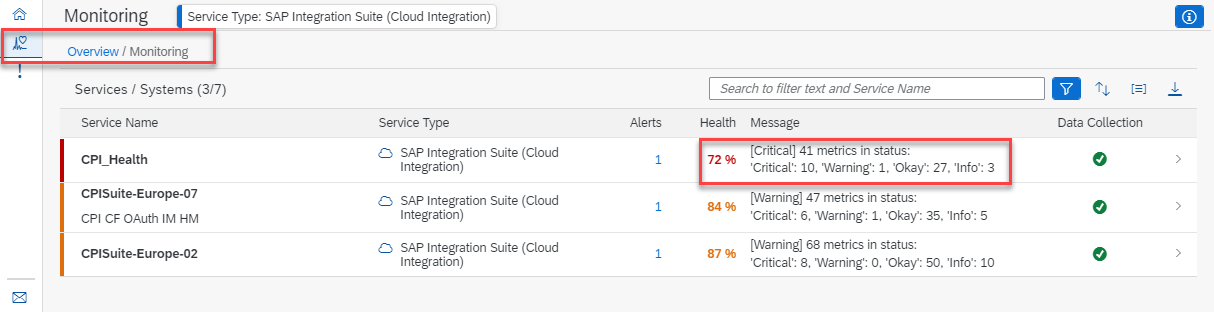 Monitoring
Service Type: SAP Integration Suite (Cloud Integration)
Overview / Monitoring
Services / Systems (3/7)
Search to filter text and Service Name
Service Name Service Type Alerts Health Message Data Collection
CPI_Health
SAP Integration Suite (Cloud
Integration)
1
72 %
[Critical] 41 metrics in status:
'Critical': 10, 'Warning': 1, 'Okay': 27, 'Info': 3
CPISuite-Europe-07
CPI CF OAuth IM HM
SAP Integration Suite (Cloud
Integration)
1
84 %
[Warning] 47 metrics in status:
'Critical': 6, 'Warning': 1, 'Okay': 35, 'Info': 5
CPISuite-Europe-02
SAP Integration Suite (Cloud
Integration)
1
87 %
[Warning] 68 metrics in status:
'Critical': 8, 'Warning': 0, 'Okay': 50, 'Info': 10